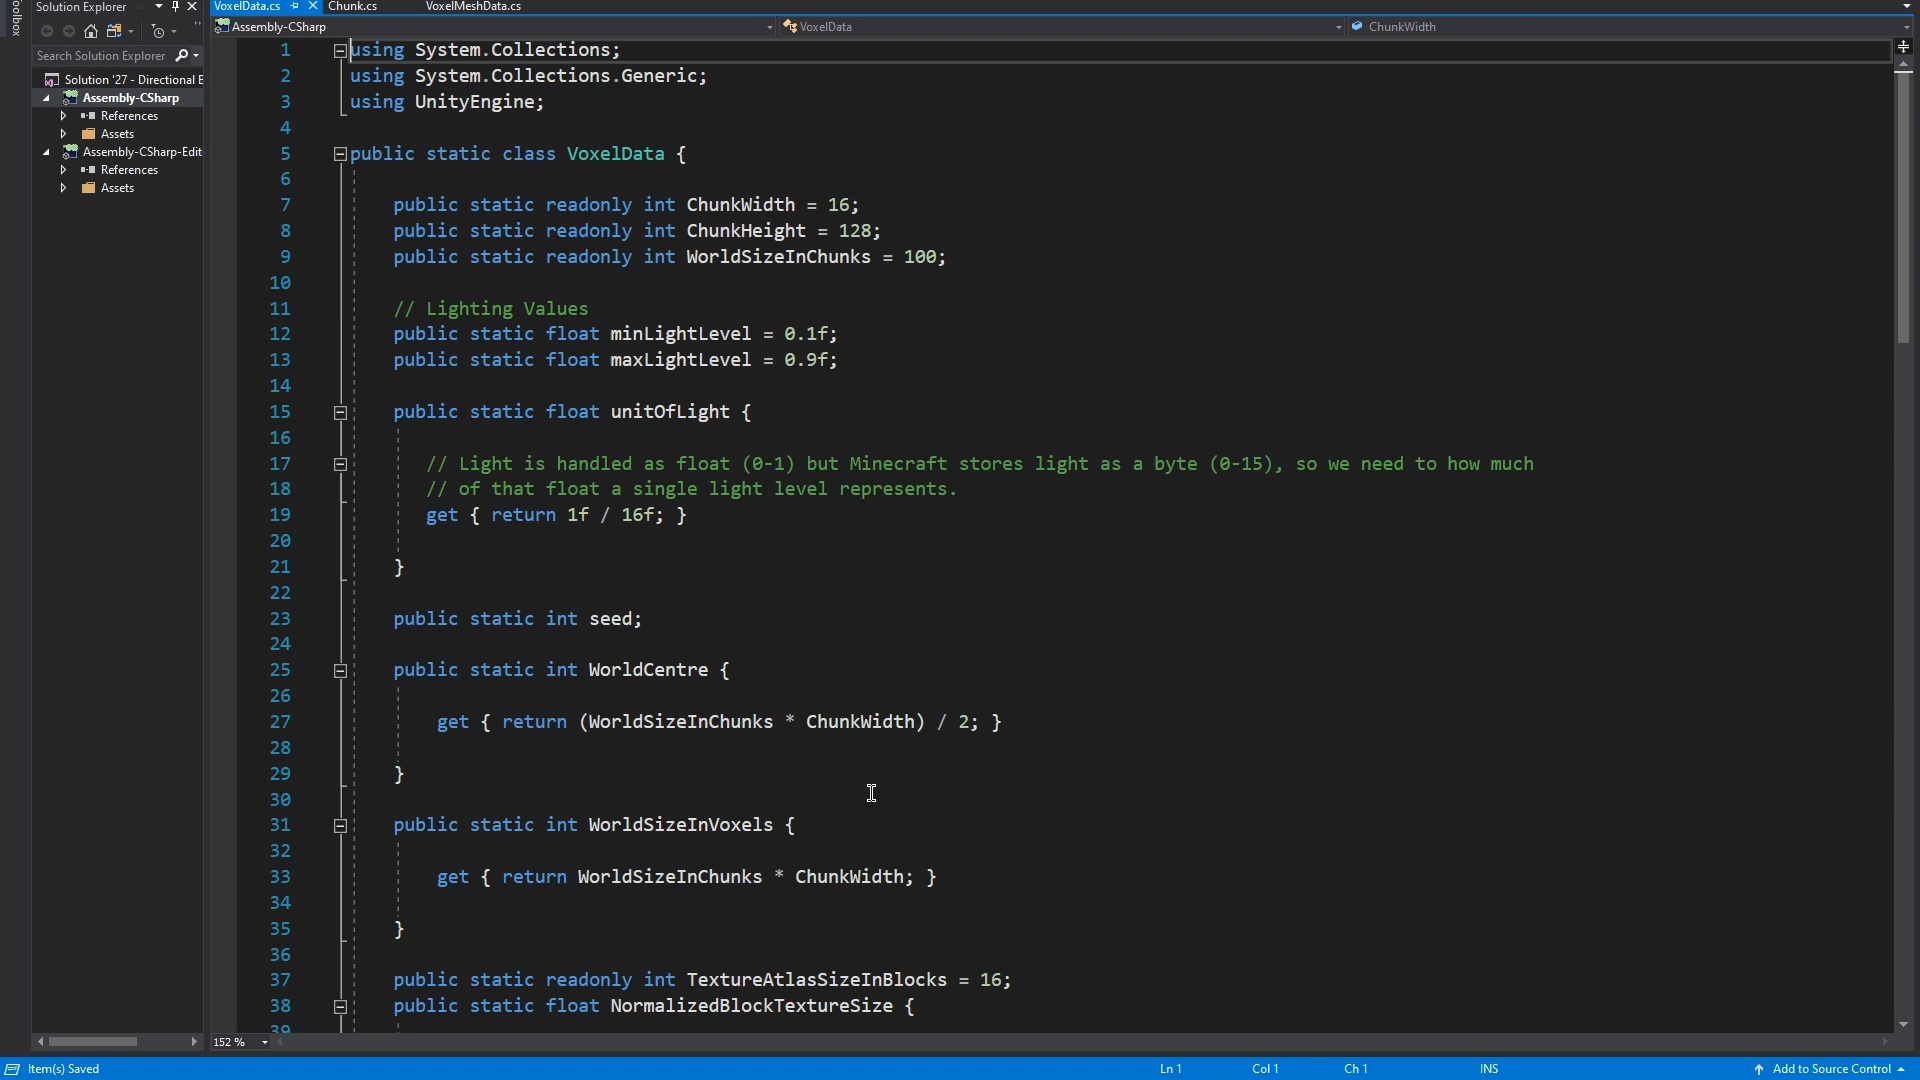 Toolbox
Solution Explorer
Search Solution Explorer
Solution '27 - Directional B
Assembly-CSharp
References
Assets
Assembly-CSharp-Edit
References
Assets
VoxelData.cs
Chunk.cs
VoxelMeshData.cs
Assembly-CSharp
VoxelData
ChunkWidth
1 using System.Collections;
2 using System.Collections.Generic;
3 using UnityEngine;
4
5 public static class VoxelData {
6
7 public static readonly int ChunkWidth = 16;
8 public static readonly int ChunkHeight = 128;
9 public static readonly int WorldSizeInChunks = 100;
10
11 // Lighting Values
12 public static float minLightLevel = 0.1f;
13 public static float maxLightLevel = 0.9f;
14
15 public static float unitOfLight {
16
17 // Light is handled as float (0-1) but Minecraft stores light as a byte (0-15), so we need to how much
18 // of that float a single light level represents.
19 get { return 1f / 16f; }
20
21 }
22
23 public static int seed;
24
25 public static int WorldCentre {
26
27 get { return (WorldSizeInChunks * ChunkWidth) / 2; }
28
29 }
30
31 public static int WorldSizeInVoxels {
32
33 get { return WorldSizeInChunks * ChunkWidth; }
34
35 }
36
37 public static readonly int TextureAtlasSizeInBlocks = 16;
38 public static float NormalizedBlockTextureSize {
39
152 %
Item(s) Saved
Ln 1
Col 1
Ch 1
INS
Add to Source Control